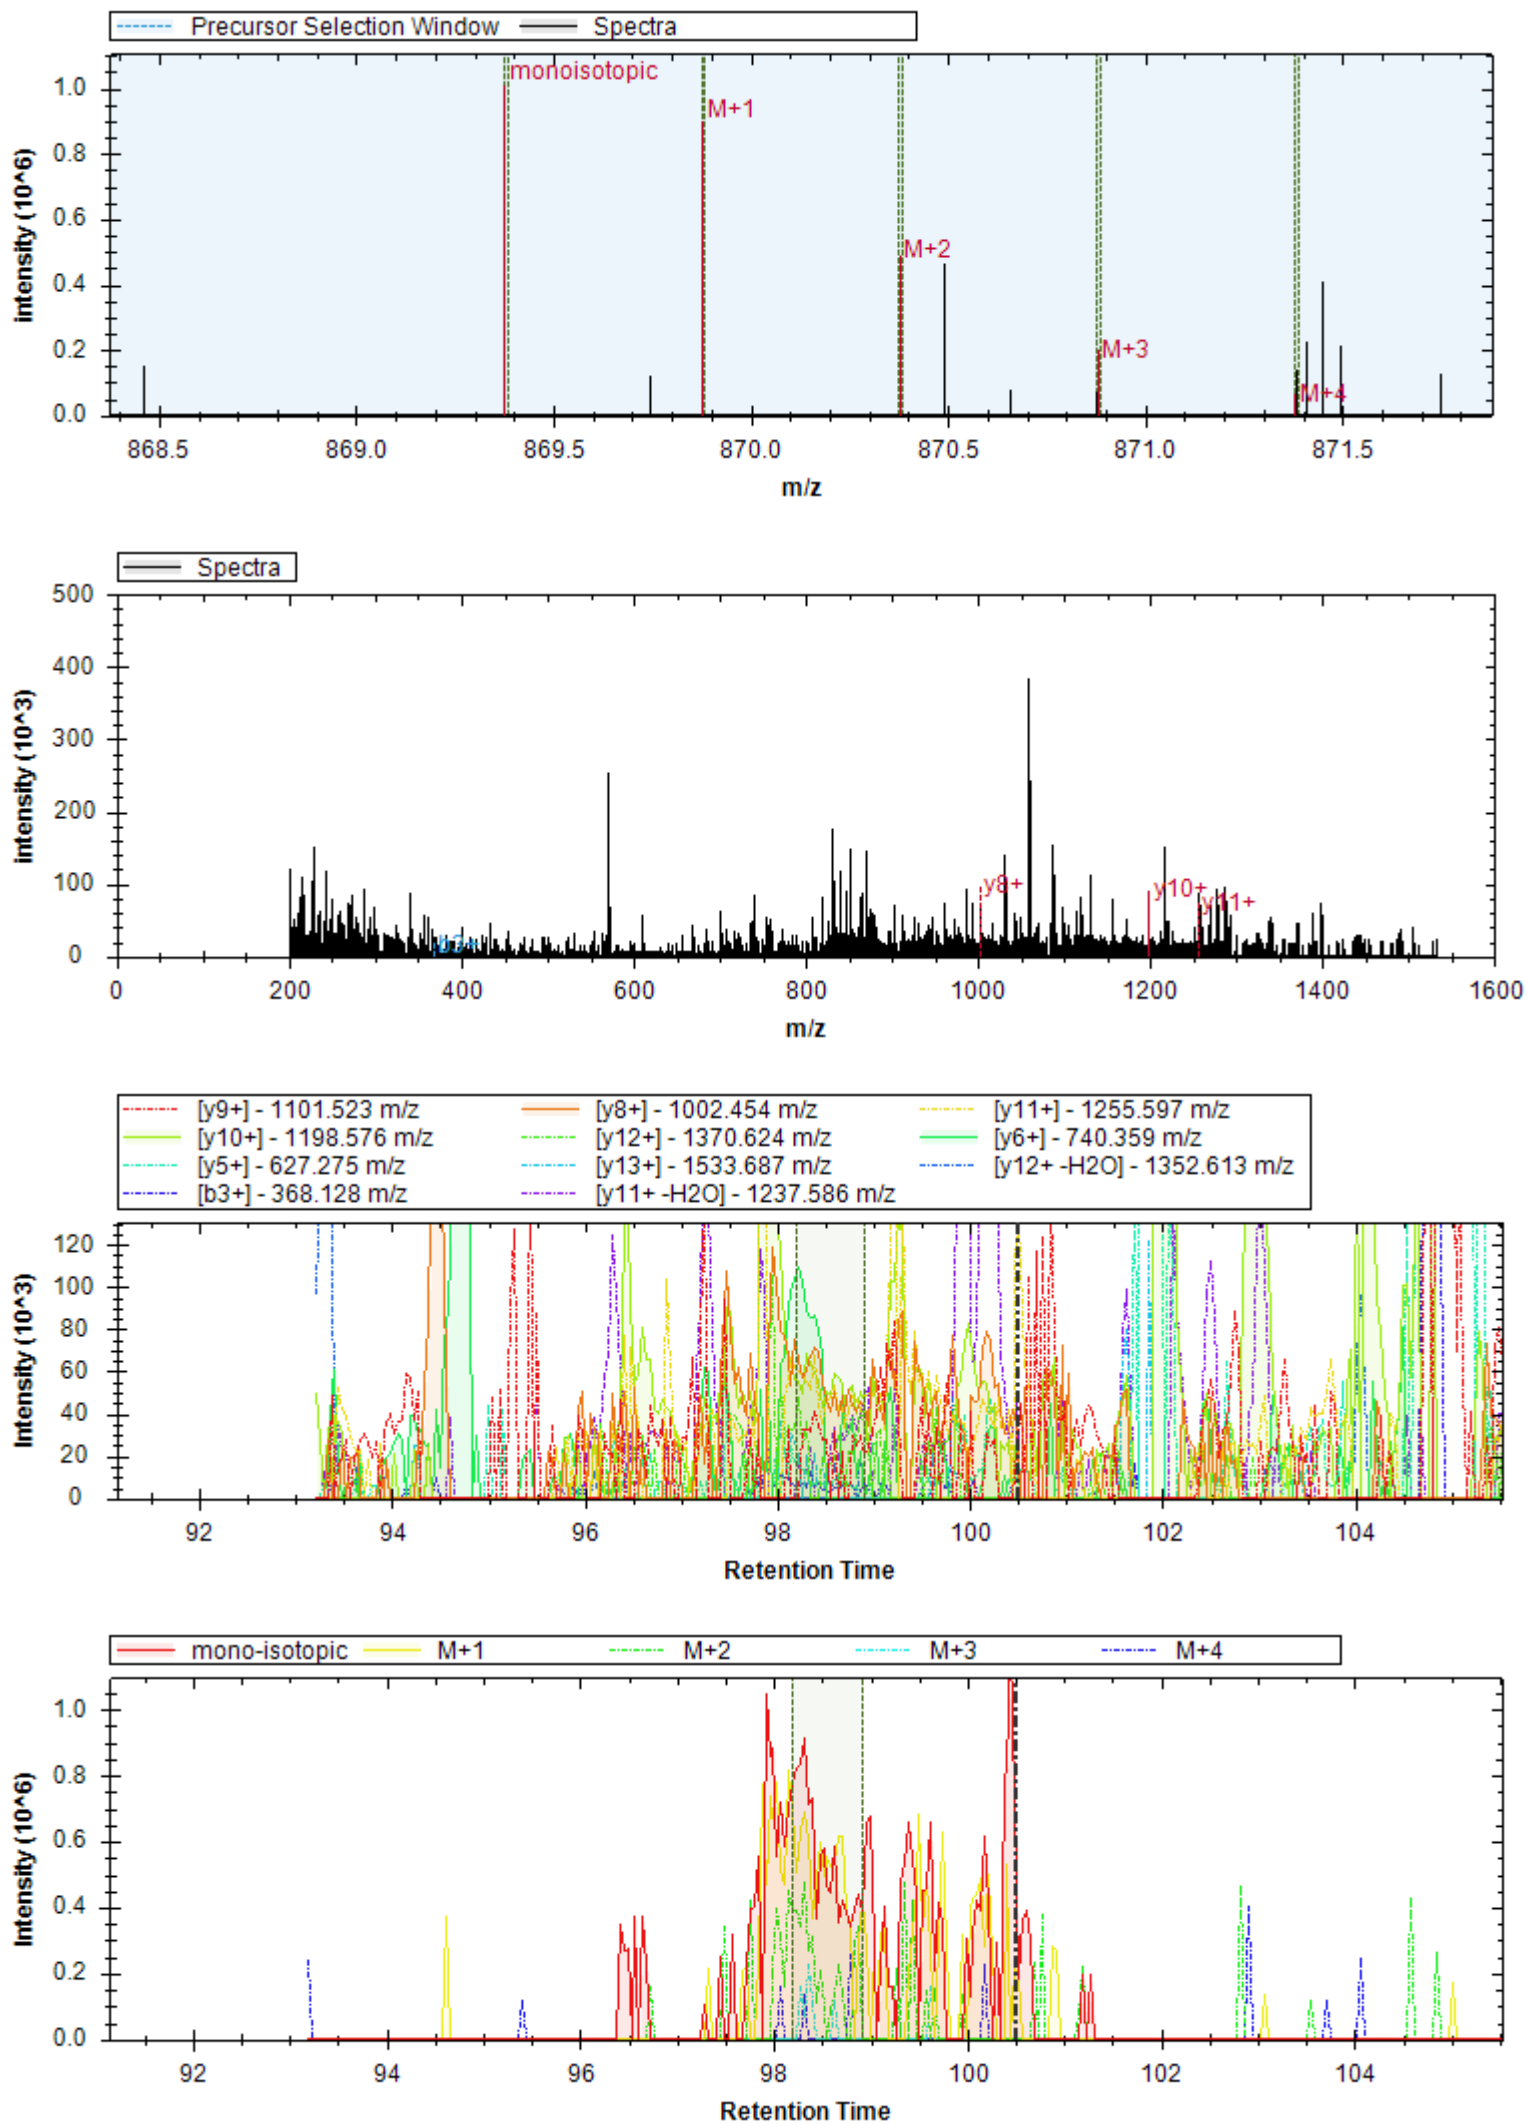 Precursor Selection Window Spectra
monoisotopic
M+1
M+2
M+3
M+4
1.0
0.8
0.6
0.4
0.2
0.0
intensity (10^6)
868.5 869.0 869.5 870.0 870.5 871.0 871.5
m/z
Spectra
500
400
300
200
100
0
intensity (10^3)
b3+
y8+
y10+
y11+
0 200 400 600 800 1000 1200 1400 1600
m/z
[y9+] - 1101.523 m/z [y8+] - 1002.454 m/z [y11+] - 1255.597 m/z
[y10+] - 1198.576 m/z [y12+] - 1370.624 m/z [y6+] - 740.359 m/z
[y5+] - 627.275 m/z [y13+] - 1533.687 m/z [y12+ -H2O] - 1352.613 m/z
[b3+] - 368.128 m/z [y11+ -H2O] - 1237.586 m/z
120
100
80
60
40
20
0
Intensity (10^3)
92 94 96 98 100 102 104
Retention Time
mono-isotopic M+1 M+2 M+3 M+4
1.0
0.8
0.6
0.4
0.2
0.0
Intensity (10^6)
92 94 96 98 100 102 104
Retention Time